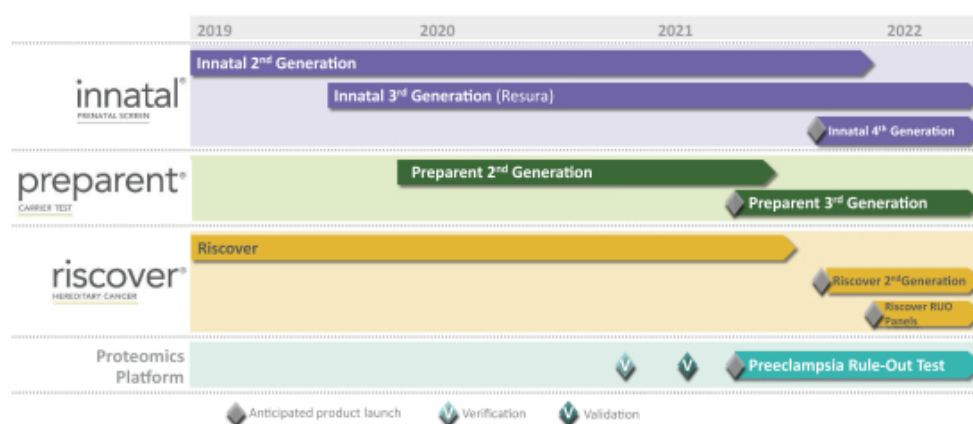 2019 2020 2021 2022
innatal®
PRENATAL SCREEN
Innatal 2nd Generation
Innatal 3rd Generation (Resura)
Innatal 4th Generation
preparent®
CARRIER TEST
Preparent 2nd Generation
Preparent 3rd Generation
riscover®
HEREDITARY CANCER
Riscover
Riscover 2ndGeneration
Riscover RUO
Panels
Proteomics
Platform
V V
Preeclampsia Rule-Out Test
Anticipated product launch V Verification V Validation